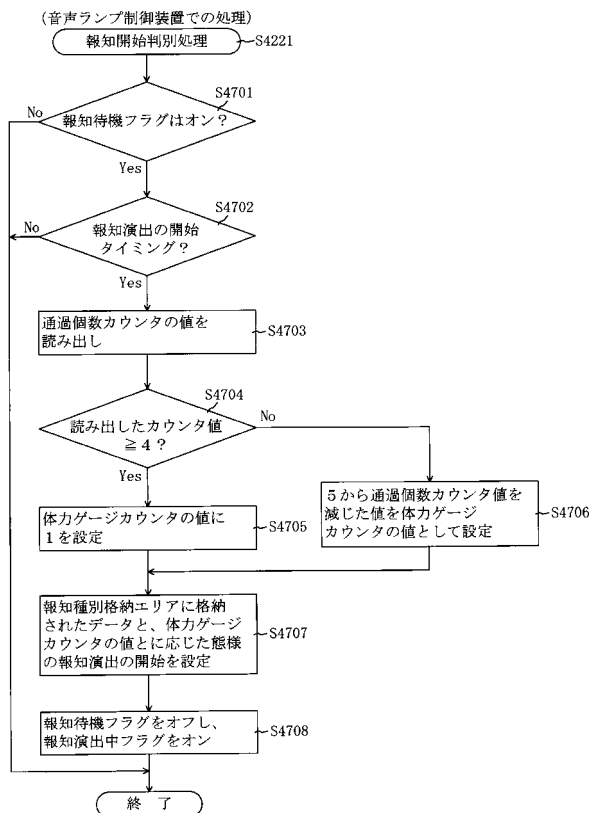 (音声ランプ制御装置での処理)
報知開始判別処理
S4221
S4701
No
報知待機フラグはオン?
Yes
S4702
No
報知演出の開始
タイミング?
Yes
通過個数カウンタの値を
読み出し
S4703
S4704
No
読み出したカウンタ値
≧4?
Yes
体力ゲージカウンタの値に
1を設定
S4705
5から通過個数カウンタ値を
減じた値を体力ゲージ
カウンタの値として設定
S4706
報知種別格納エリアに格納
されたデータと、体力ゲージ
カウンタの値とに応じた態様
の報知演出の開始を設定
S4707
報知待機フラグをオフし、
報知演出中フラグをオン
S4708
終 了